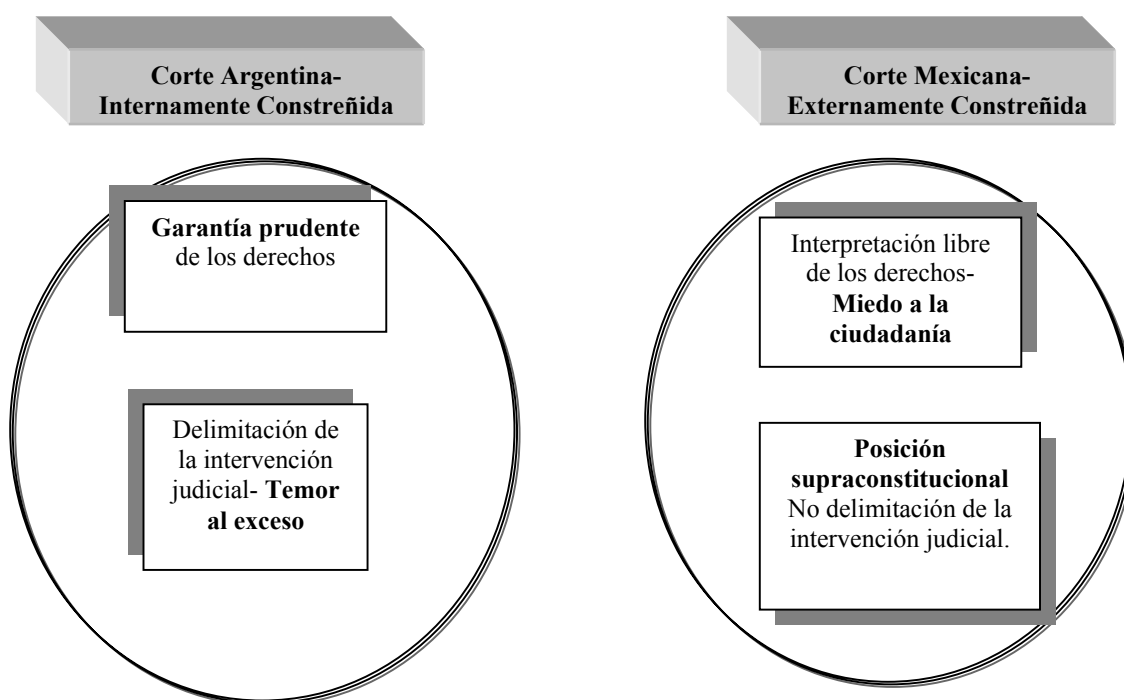 Corte Argentina-
Internamente Constreñida
Garantía prudente
de los derechos
Delimitación de
la intervención
judicial- Temor
al exceso
Corte Mexicana-
Externamente Constreñida
Interpretación libre
de los derechos-
Miedo a la
ciudadanía
Posición
supraconstitucional
No delimitación de la
intervención judicial.